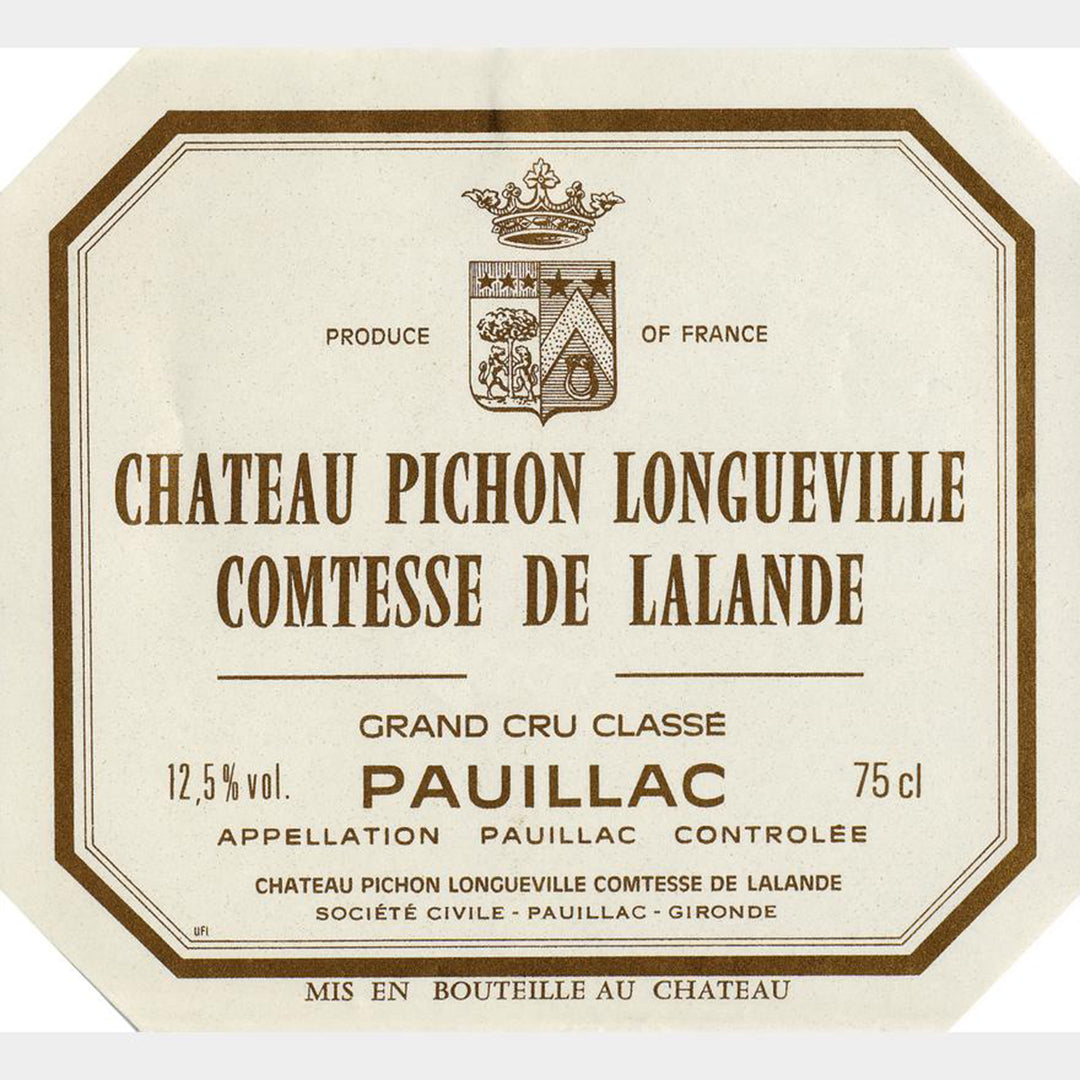 PRODUCE OF FRANCE
CHATEAU PICHON LONGUEVILLE
COMTESSE DE LALANDE
GRAND CRU CLASSÉ
12,5% vol. PAUILLAC 75 cl
APPELLATION PAUILLAC CONTROLÉE
CHATEAU PICHON LONGUEVILLE COMTESSE DE LALANDE
SOCIÉTÉ CIVILE - PAUILLAC - GIRONDE
UFI
MIS EN BOUTEILLE AU CHATEAU